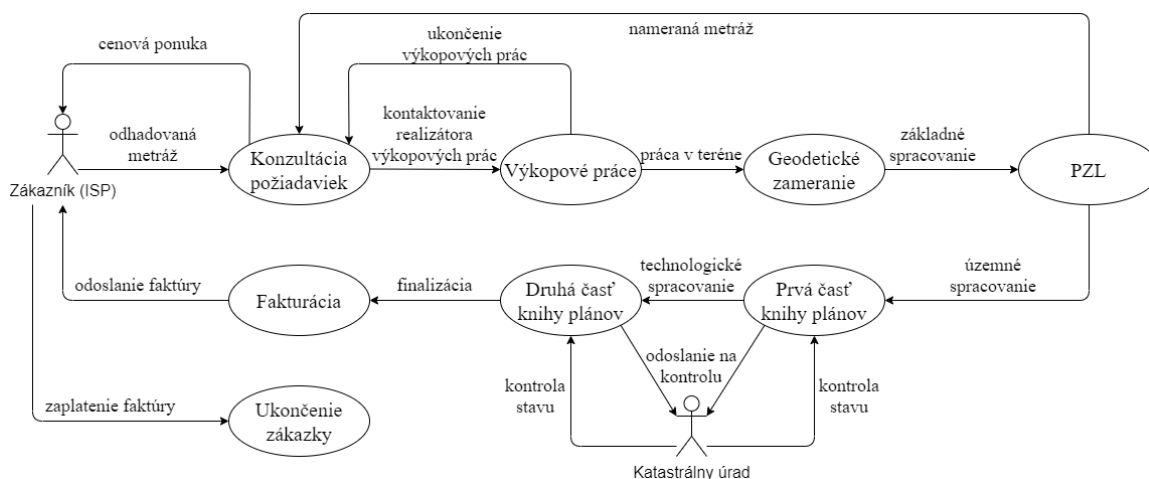 cenová ponuka
ukončenie
výkopových prác
nameraná metráž
odhadovaná
metráž
kontaktovanie
realizátora
výkopových prác
základné
spracovanie
práca v teréne
Konzultácia
požiadaviek
Výkopové práce
Geodetické
zameranie
PZL
Zákazník (ISP)
odoslanie faktúry
Fakturácia
finalizácia
Druhá časť
knihy plánov
technologické
spracovanie
Prvá časť
knihy plánov
územné
spracovanie
odoslanie na
kontrolu
kontrola
stavu
kontrola
stavu
zaplatenie faktúry
Ukončenie
zákazky
Katastrálny úrad